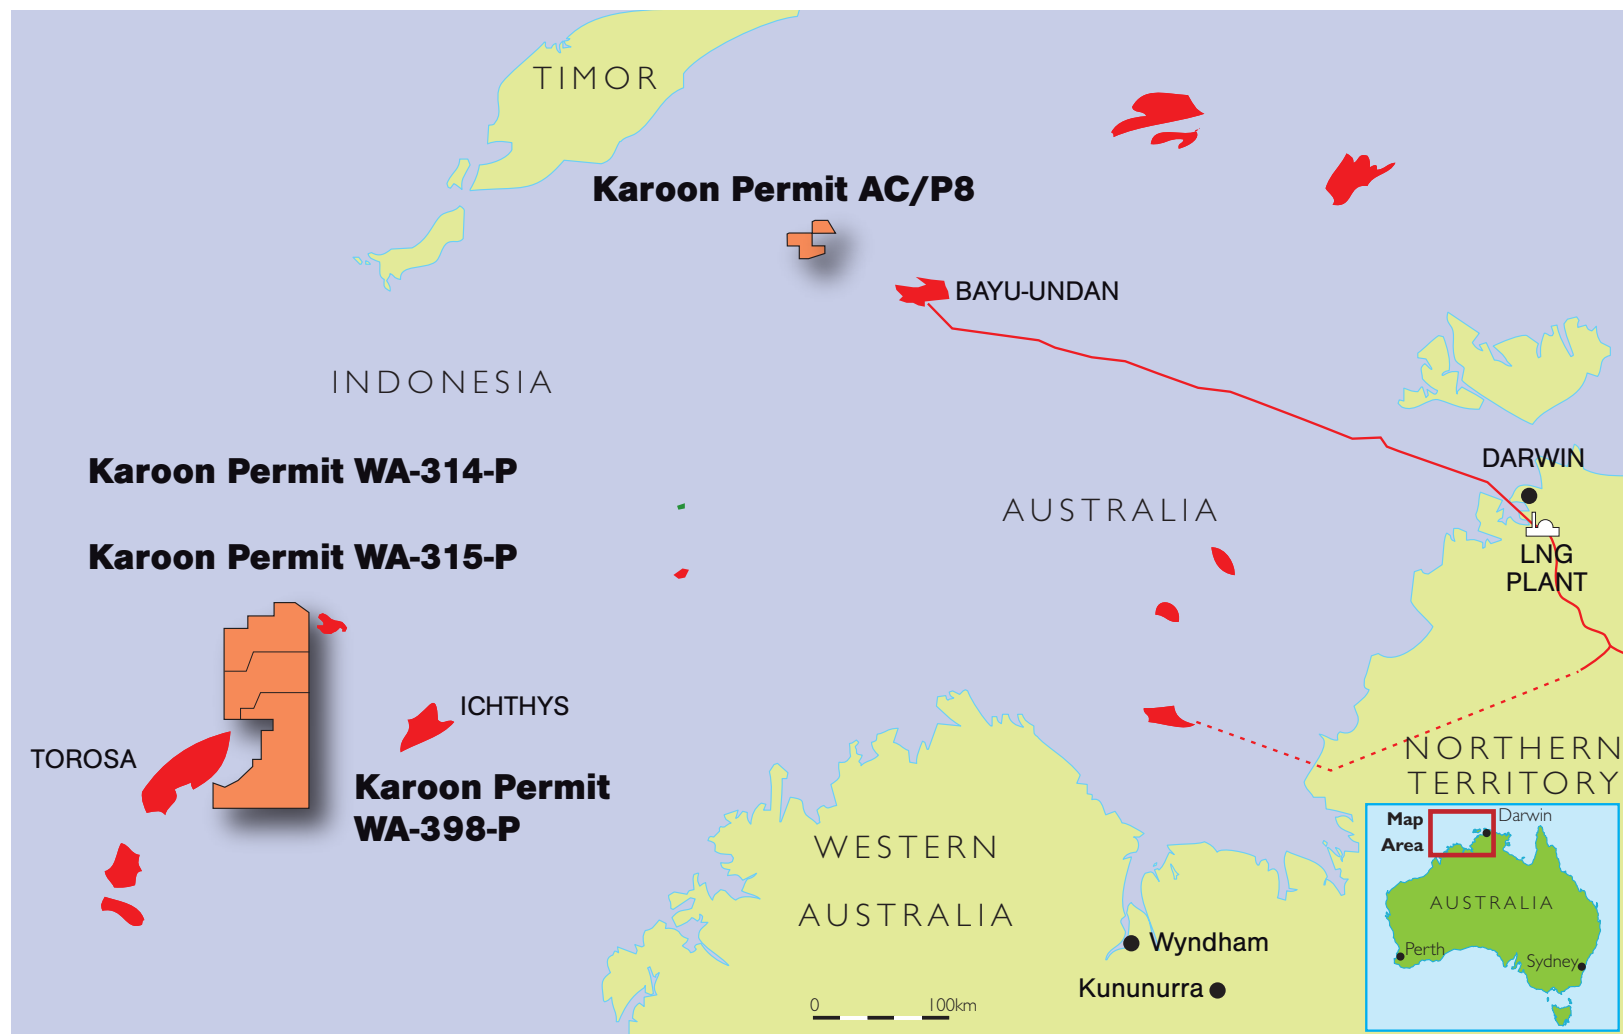 TIMOR
Karoon Permit AC/P8
BAYU-UNDAN
INDONESIA
Karoon Permit WA-314-P
DARWIN
AUSTRALIA
Karoon Permit WA-315-P
LNG
PLANT
ICHTHYS
TOROSA
Karoon Permit
WA-398-P
NORTHERN
TERRITORY
WESTERN
AUSTRALIA
Wyndham
Kununurra
0
100km
Map
Area
Darwin
AUSTRALIA
Perth
Sydney